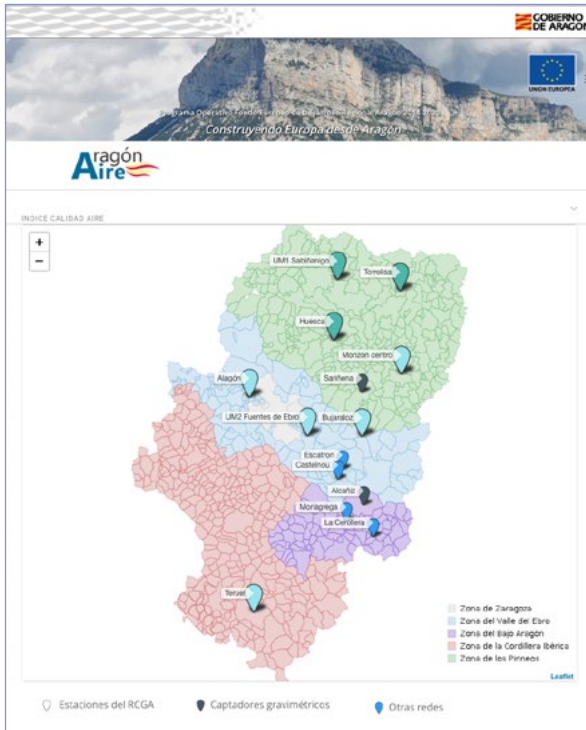 GOBIERNO
DE ARAGON
UNION EUROPEA
Construyendo Europa desde Aragón
Aragón
Aire
INDICE CALIDAD AIRE
+
−
UM1 Sabiñanigo
Torrelisa
Huesca
Monzon centro
Alagón
Sariñena
UM2 Fuentes de Ebro
Bujaraloz
Escatron
Castelnou
Alcañiz
Monagrega
La Cerollera
Teruel
Zona de Zaragoza
Zona del Valle del Ebro
Zona del Bajo Aragón
Zona de la Cordillera Ibérica
Zona de los Pirineos
Leaflet
Estaciones del RCGA
Captadores gravimétricos
Otras redes